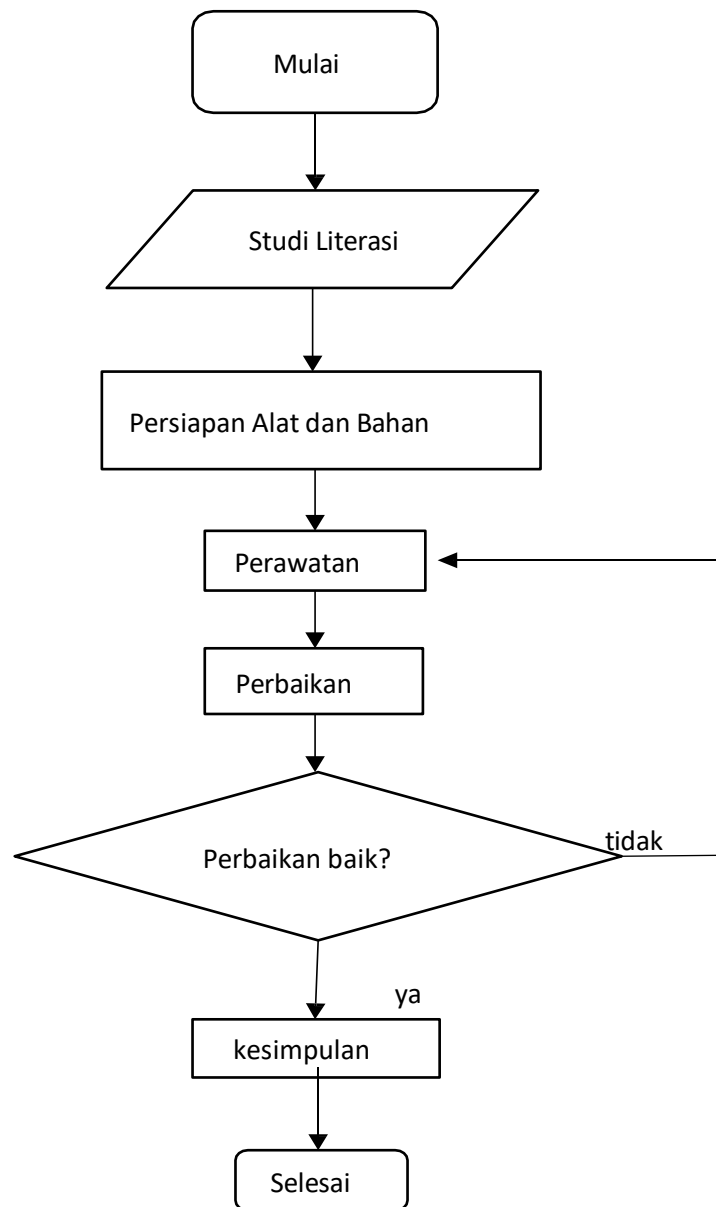 Mulai
Studi Literasi
Persiapan Alat dan Bahan
Perawatan
Perbaikan
Perbaikan baik?
tidak
ya
kesimpulan
Selesai